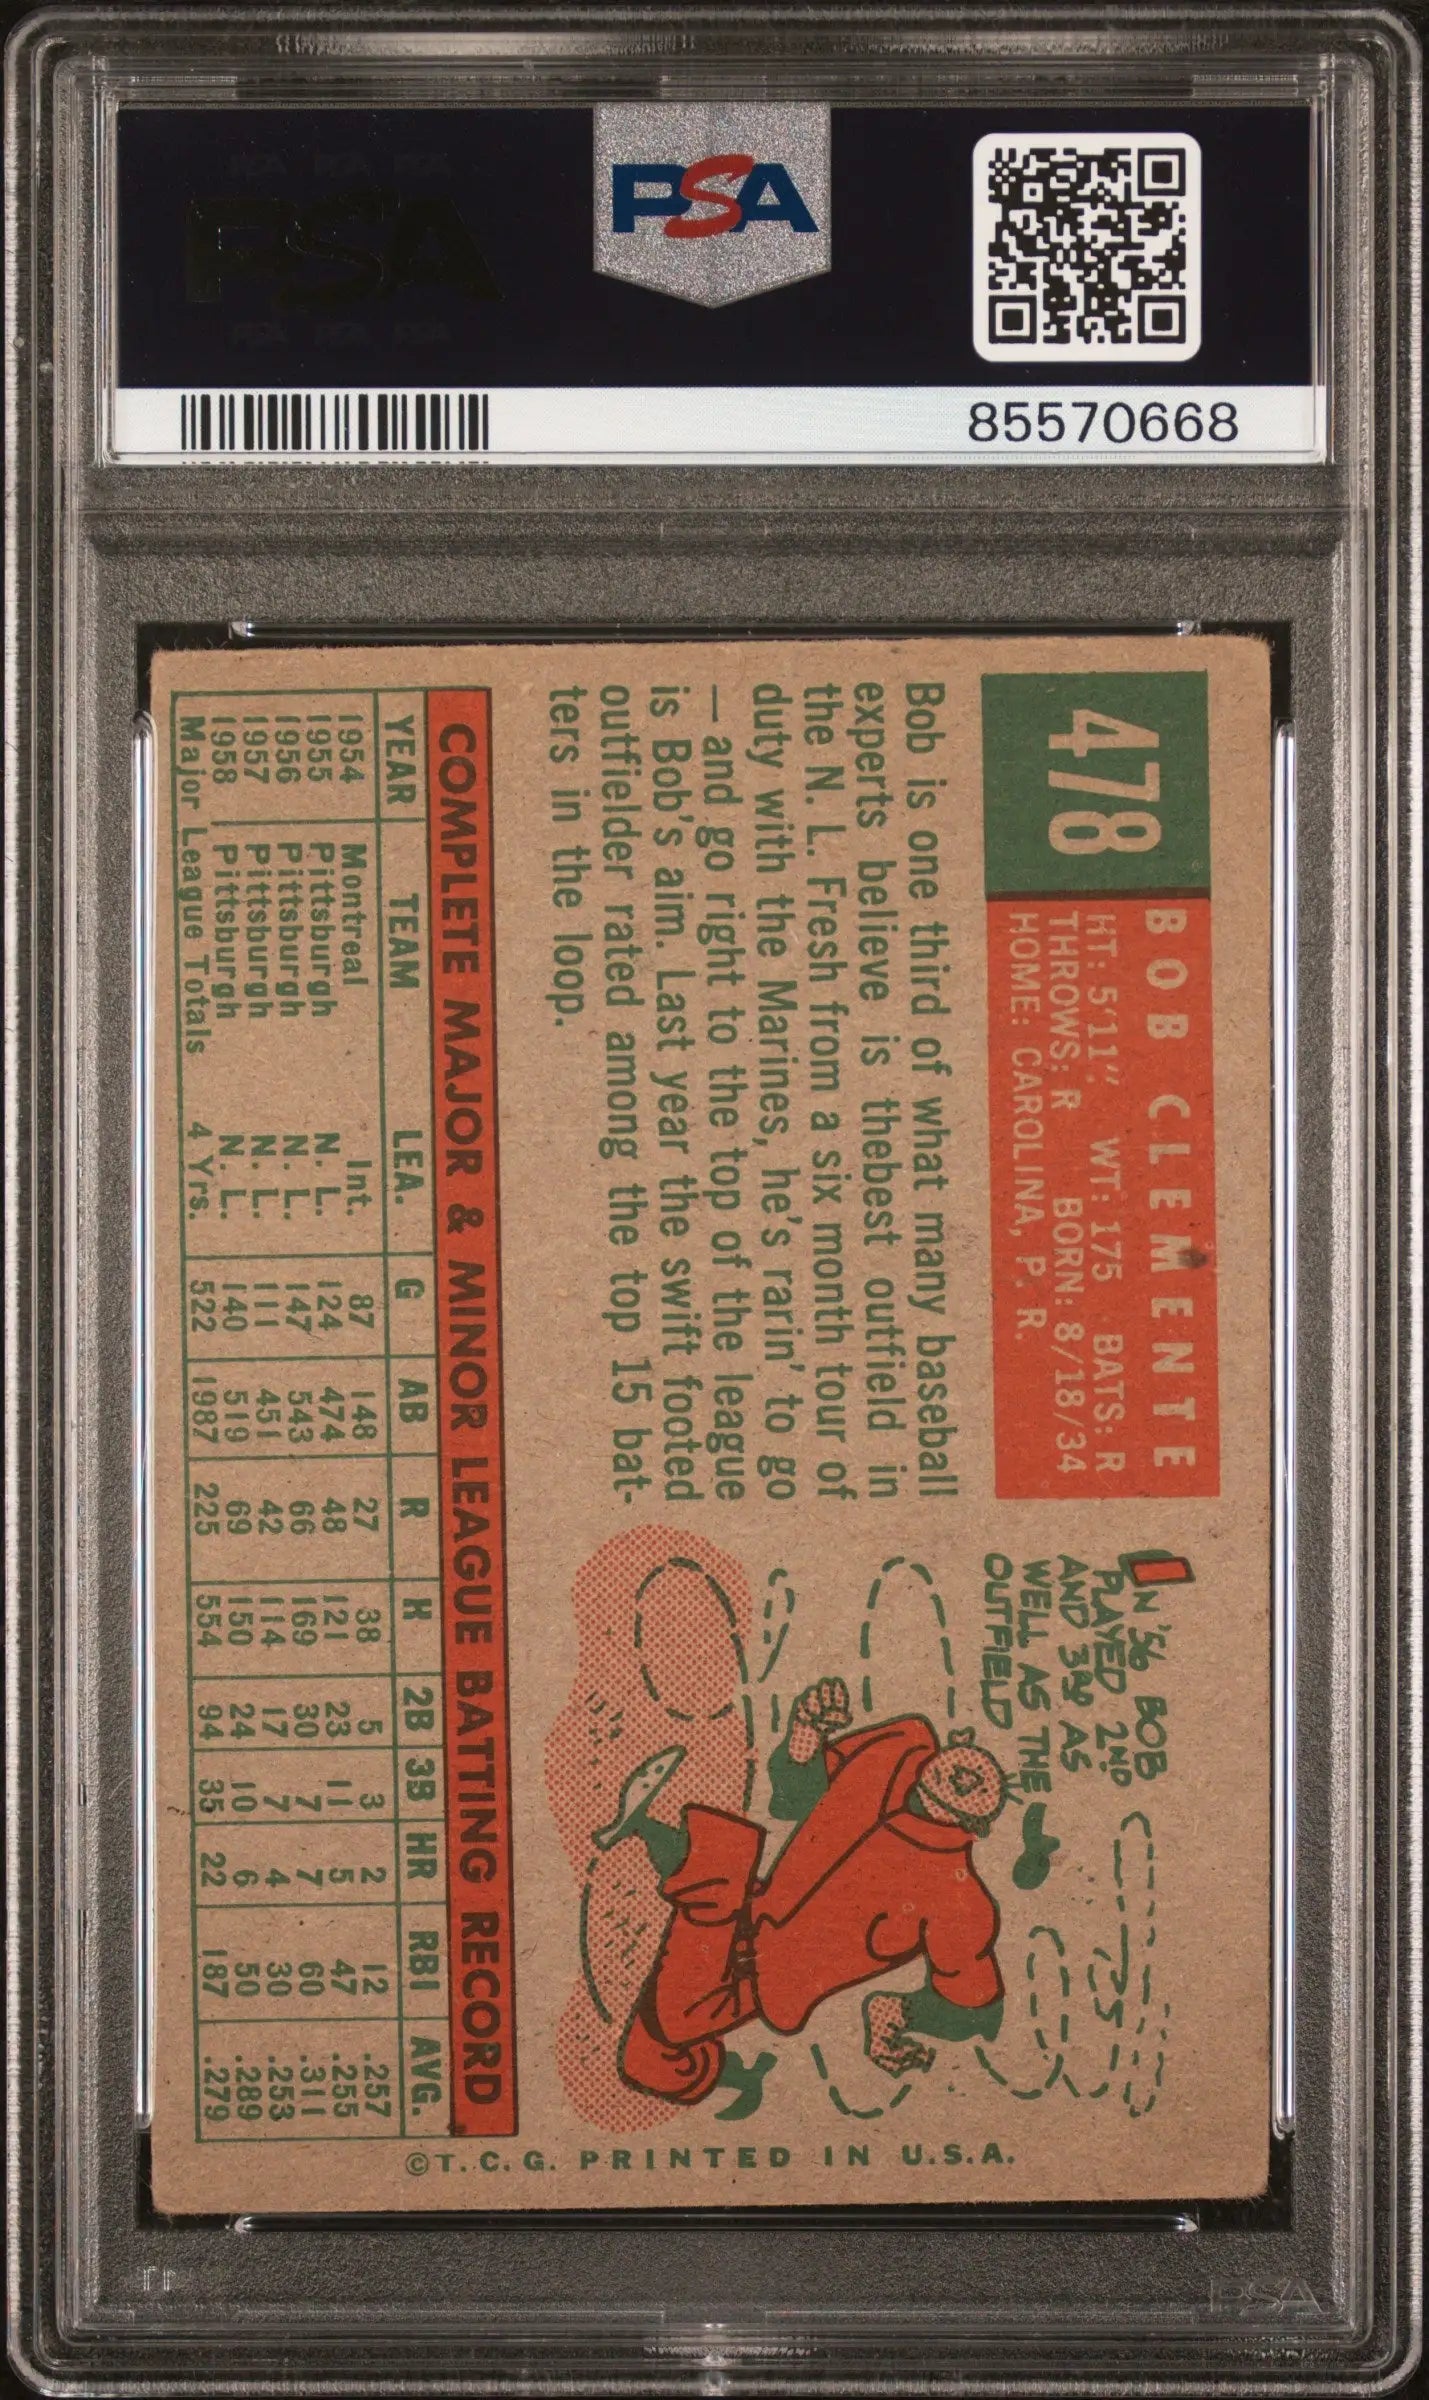 PSA
PSA
85570668
478
BOB CLEMENTE
HT: 5'11" WT: 175 BATS: R
THROWS: R BORN: 8/18/34
HOME: CAROLINA, P. R.
Bob is one third of what many baseball
experts believe is thebest outfield in
the N. L. Fresh from a six month tour of
duty with the Marines, he's rarin' to go
— and go right to the top of the league
is Bob's aim. Last year the swift footed
outfielder rated among the top 15 bat-
ters in the loop.
IN '56 BOB
PLAYED 2ND
AND 3RD AS
WELL AS THE
OUTFIELD
COMPLETE MAJOR & MINOR LEAGUE BATTING RECORD
YEAR TEAM LEA. G AB R H 2B 3B HR RBI AVG.
1954 Montreal Int. 87 148 27 38 5 3 2 12 .257
1955 Pittsburgh N. L. 124 474 48 121 23 11 5 47 .255
1956 Pittsburgh N. L. 147 543 66 169 30 7 7 60 .311
1957 Pittsburgh N. L. 111 451 42 114 17 7 4 30 .253
1958 Pittsburgh N. L. 140 519 69 150 24 10 6 50 .289
Major League Totals 4 Yrs. 522 1987 225 554 94 35 22 187 .279
©T.C.G. PRINTED IN U.S.A.
PSA